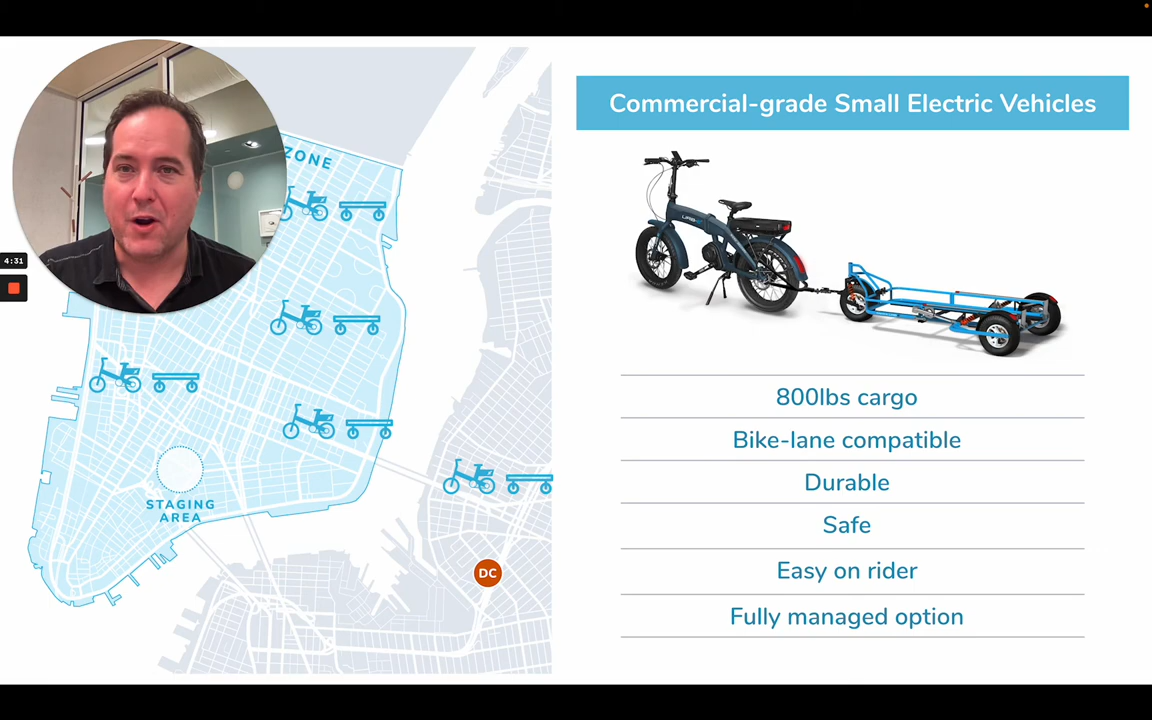 Commercial-grade Small Electric Vehicles
ZONE
4:31
800lbs cargo
Bike-lane compatible
Durable
STAGING
AREA
Safe
DC
Easy on rider
Fully managed option